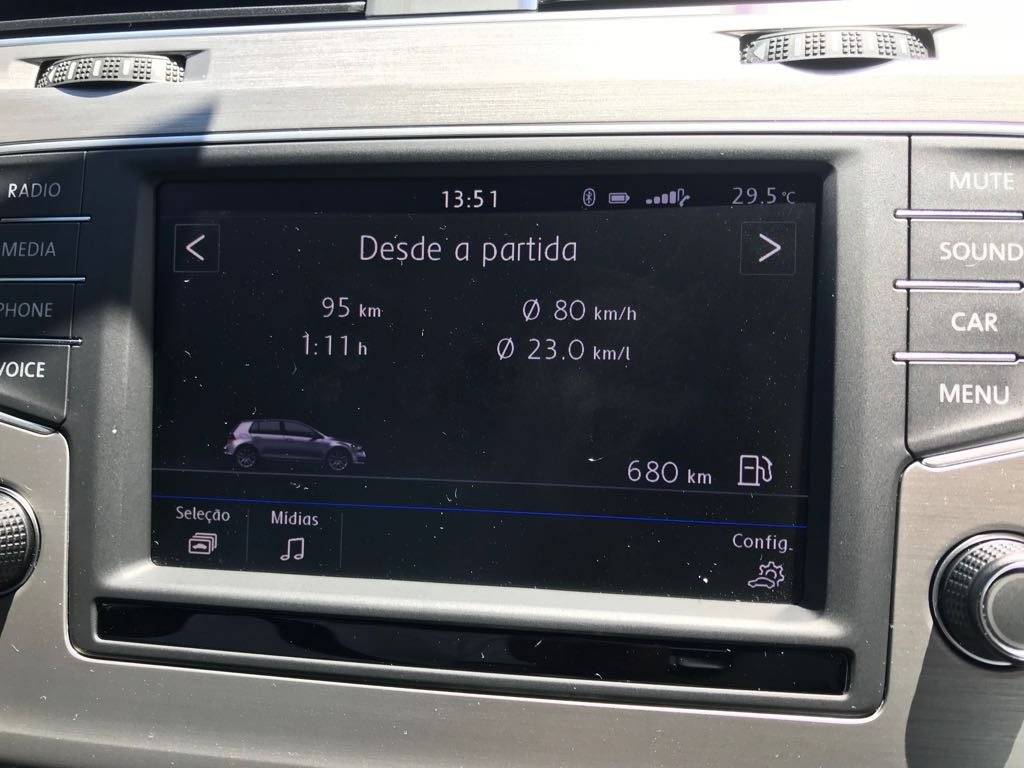 RADIO
MEDIA
PHONE
VOICE
13:51
29.5 °C
Desde a partida
95 km
Ø 80 km/h
1:11 h
Ø 23.0 km/l
680 km
Seleção
Mídias
Config.
MUTE
SOUND
CAR
MENU